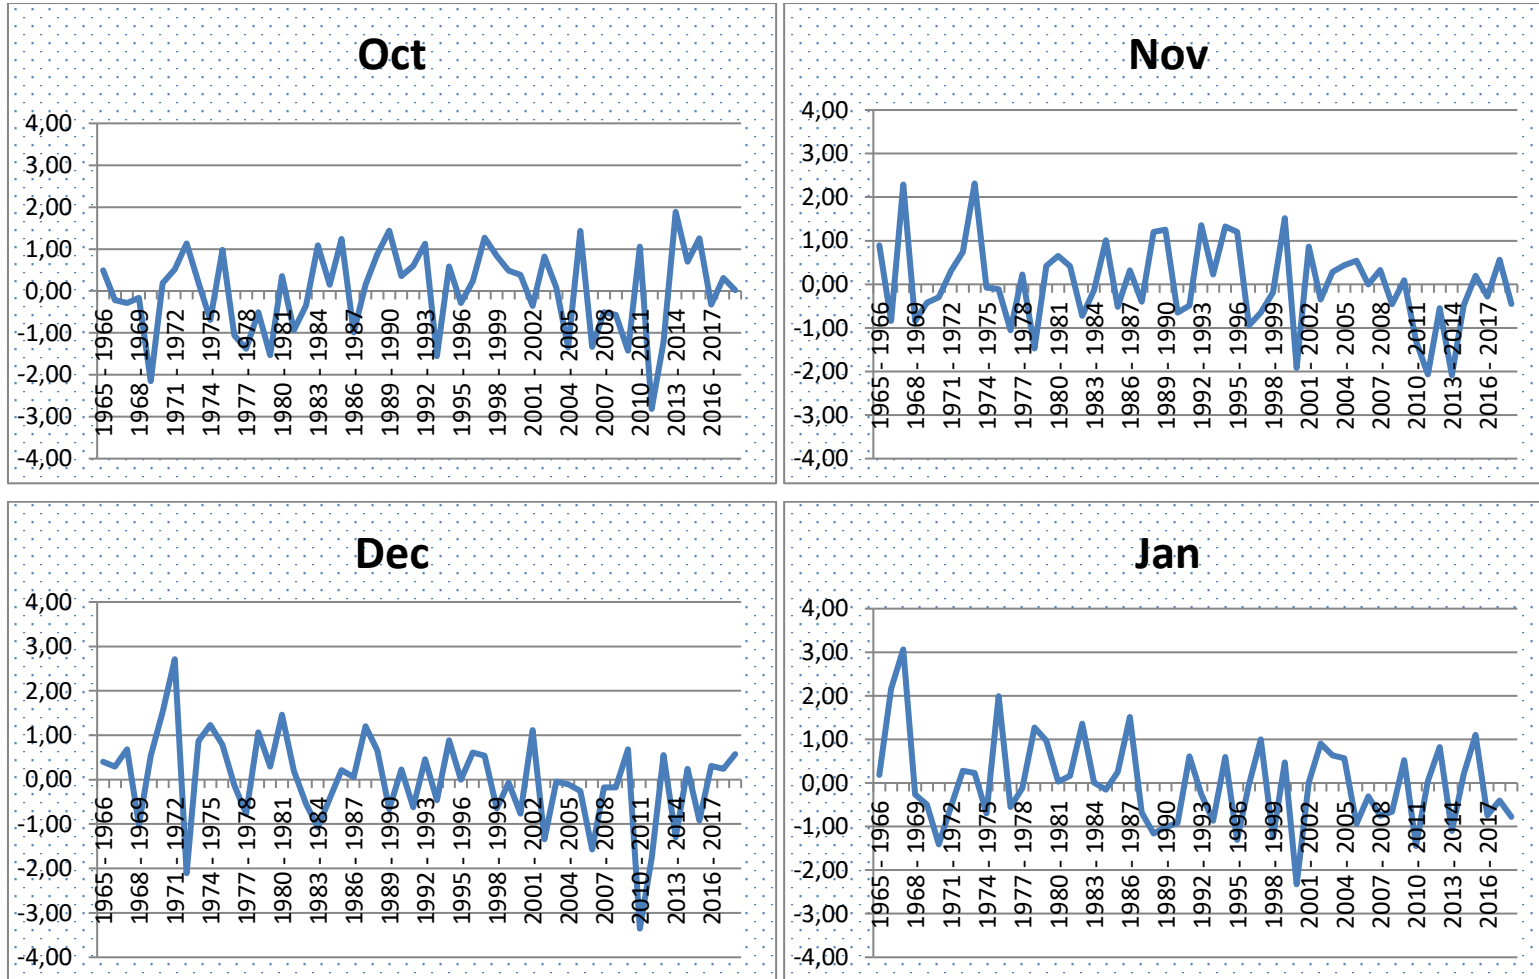 Oct
4,00
3,00
2,00
1,00
0,00
-1,00
-2,00
-3,00
-4,00
1965 - 1966
1968 - 1969
1971 - 1972
1974 - 1975
1977 - 1978
1980 - 1981
1983 - 1984
1986 - 1987
1989 - 1990
1992 - 1993
1995 - 1996
1998 - 1999
2001 - 2002
2004 - 2005
2007 - 2008
2010 - 2011
2013 - 2014
2016 - 2017
Nov
4,00
3,00
2,00
1,00
0,00
-1,00
-2,00
-3,00
-4,00
1965 - 1966
1968 - 1969
1971 - 1972
1974 - 1975
1977 - 1978
1980 - 1981
1983 - 1984
1986 - 1987
1989 - 1990
1992 - 1993
1995 - 1996
1998 - 1999
2001 - 2002
2004 - 2005
2007 - 2008
2010 - 2011
2013 - 2014
2016 - 2017
Dec
4,00
3,00
2,00
1,00
0,00
-1,00
-2,00
-3,00
-4,00
1965 - 1966
1968 - 1969
1971 - 1972
1974 - 1975
1977 - 1978
1980 - 1981
1983 - 1984
1986 - 1987
1989 - 1990
1992 - 1993
1995 - 1996
1998 - 1999
2001 - 2002
2004 - 2005
2007 - 2008
2010 - 2011
2013 - 2014
2016 - 2017
Jan
4,00
3,00
2,00
1,00
0,00
-1,00
-2,00
-3,00
-4,00
1965 - 1966
1968 - 1969
1971 - 1972
1974 - 1975
1977 - 1978
1980 - 1981
1983 - 1984
1986 - 1987
1989 - 1990
1992 - 1993
1995 - 1996
1998 - 1999
2001 - 2002
2004 - 2005
2007 - 2008
2010 - 2011
2013 - 2014
2016 - 2017